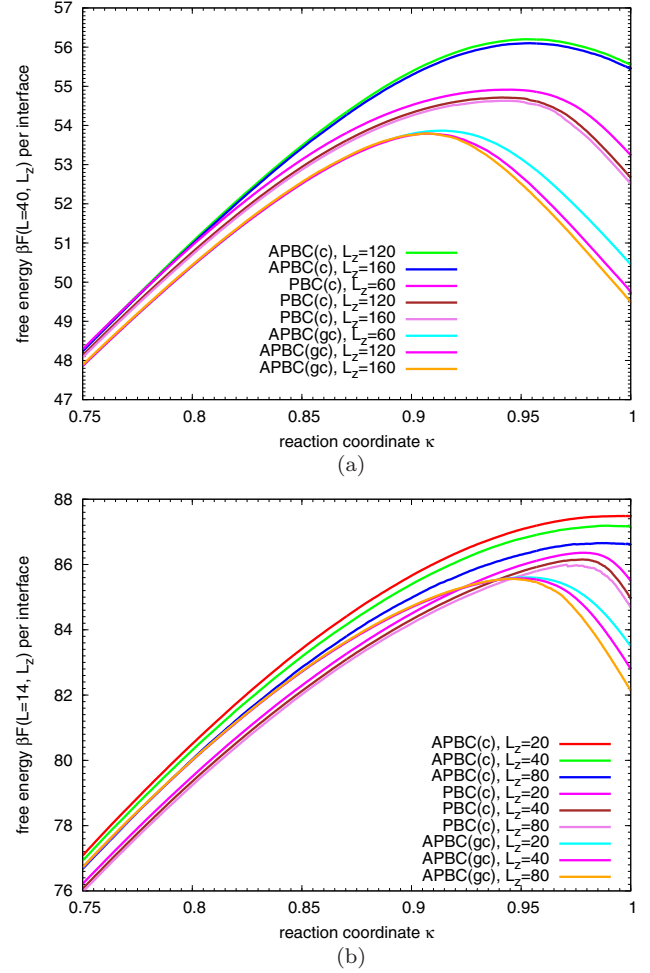 57
56
55
54
53
52
51
50
49
48
47
free energy βF(L=40, L_z) per interface
APBC(c), L_z=120
APBC(c), L_z=160
PBC(c), L_z=60
PBC(c), L_z=120
PBC(c), L_z=160
APBC(gc), L_z=60
APBC(gc), L_z=120
APBC(gc), L_z=160
0.75 0.8 0.85 0.9 0.95 1
reaction coordinate κ
(a)
88
86
84
82
80
78
76
free energy βF(L=14, L_z) per interface
APBC(c), L_z=20
APBC(c), L_z=40
APBC(c), L_z=80
PBC(c), L_z=20
PBC(c), L_z=40
PBC(c), L_z=80
APBC(gc), L_z=20
APBC(gc), L_z=40
APBC(gc), L_z=80
0.75 0.8 0.85 0.9 0.95 1
reaction coordinate κ
(b)